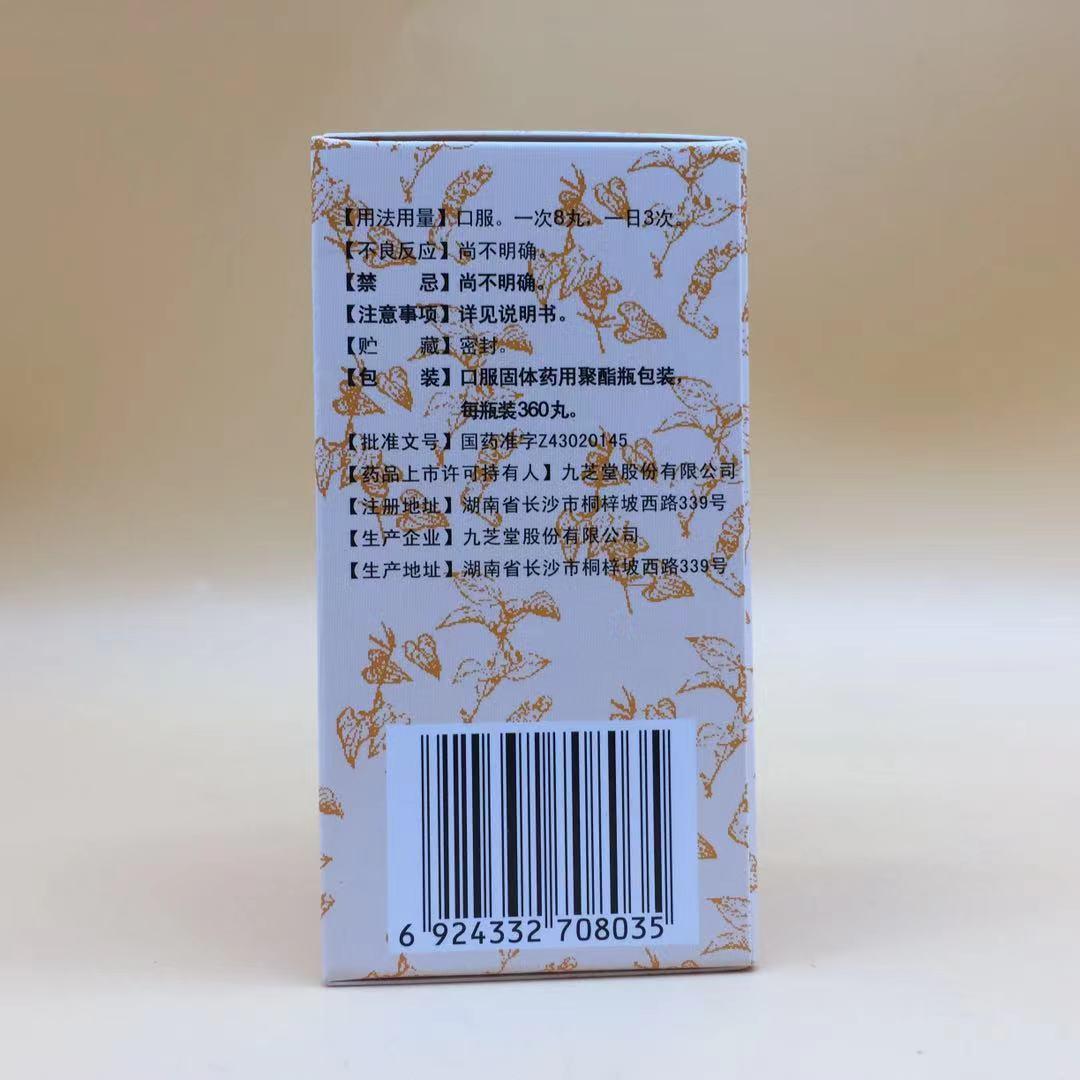 【用法用量】口服。一次8丸，一日3次。
【不良反应】尚不明确。
【禁　　忌】尚不明确。
【注意事项】详见说明书。
【贮　　藏】密封。
【包　　装】口服固体药用聚酯瓶包装，
每瓶装360丸。
【批准文号】国药准字Z43020145
【药品上市许可持有人】九芝堂股份有限公司
【注册地址】湖南省长沙市桐梓坡西路339号
【生产企业】九芝堂股份有限公司
【生产地址】湖南省长沙市桐梓坡西路339号
6 924332 708035